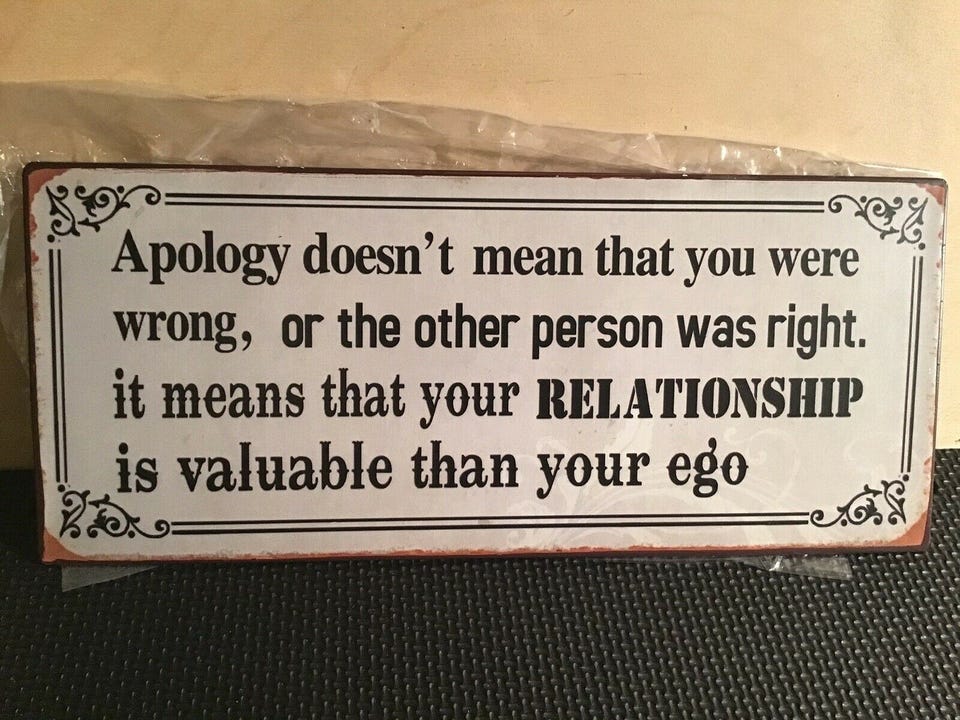 Apology doesn't mean that you were
wrong, or the other person was right.
it means that your RELATIONSHIP
is valuable than your ego